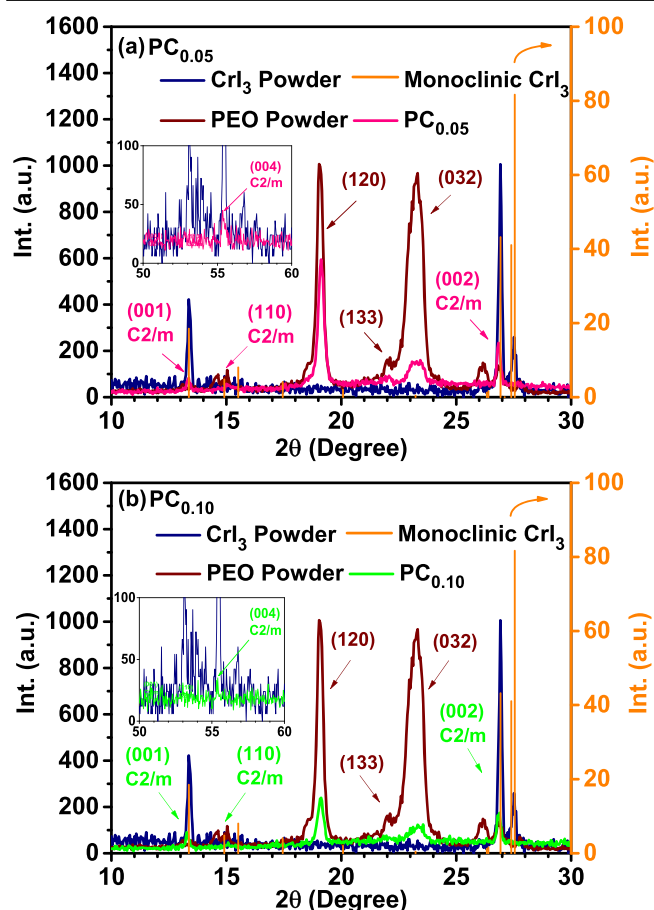 (a) PC0.05
CrI3 Powder
Monoclinic CrI3
PEO Powder
PC0.05
1600
1400
1200
1000
800
600
400
200
0
Int. (a.u.)
100
80
60
40
20
0
Int. (a.u.)
100
50
0
50 55 60
(004)
C2/m
(120)
(032)
(133)
(001)
C2/m
(110)
C2/m
(002)
C2/m
10 15 20 26 30
2θ (Degree)
(b) PC0.10
CrI3 Powder
Monoclinic CrI3
PEO Powder
PC0.10
1600
1400
1200
1000
800
600
400
200
0
Int. (a.u.)
100
80
60
40
20
0
Int. (a.u.)
100
50
0
50 55 60
(004)
C2/m
(120)
(032)
(133)
(001)
C2/m
(110)
C2/m
(002)
C2/m
10 15 20 26 30
2θ (Degree)